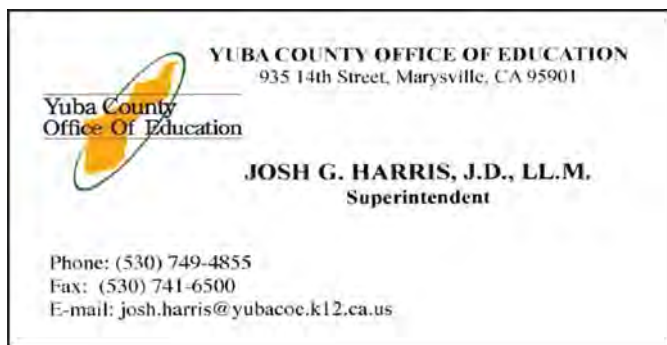 YUBA COUNTY OFFICE OF EDUCATION
935 14th Street, Marysville, CA 95901
Yuba County
Office Of Education
JOSH G. HARRIS, J.D., LL.M.
Superintendent
Phone: (530) 749-4855
Fax: (530) 741-6500
E-mail: josh.harris@yubacoe.k12.ca.us